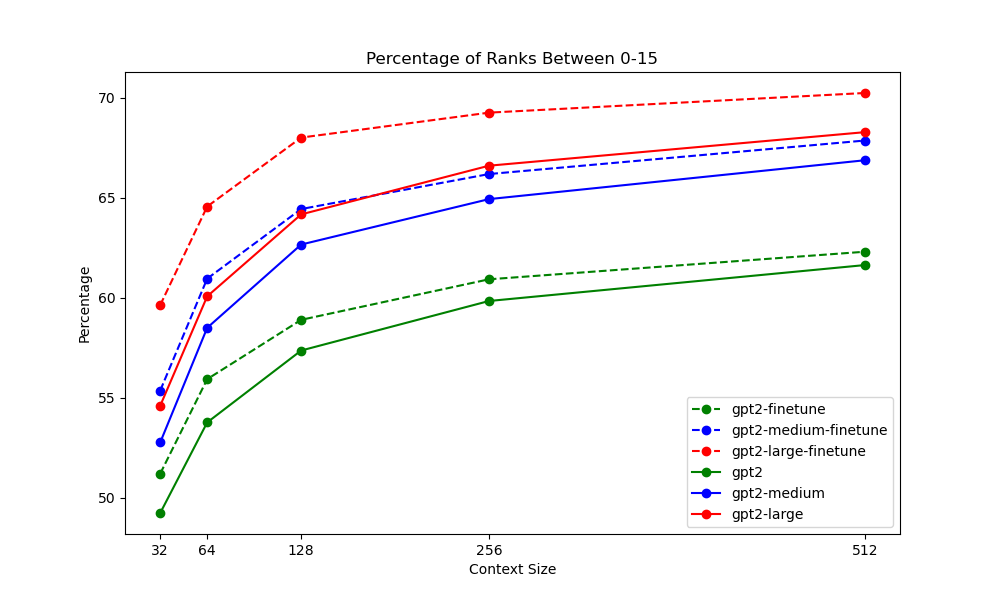 Percentage of Ranks Between 0-15
Percentage
70
65
60
55
50
32 64 128 256 512
Context Size
gpt2-finetune
gpt2-medium-finetune
gpt2-large-finetune
gpt2
gpt2-medium
gpt2-large